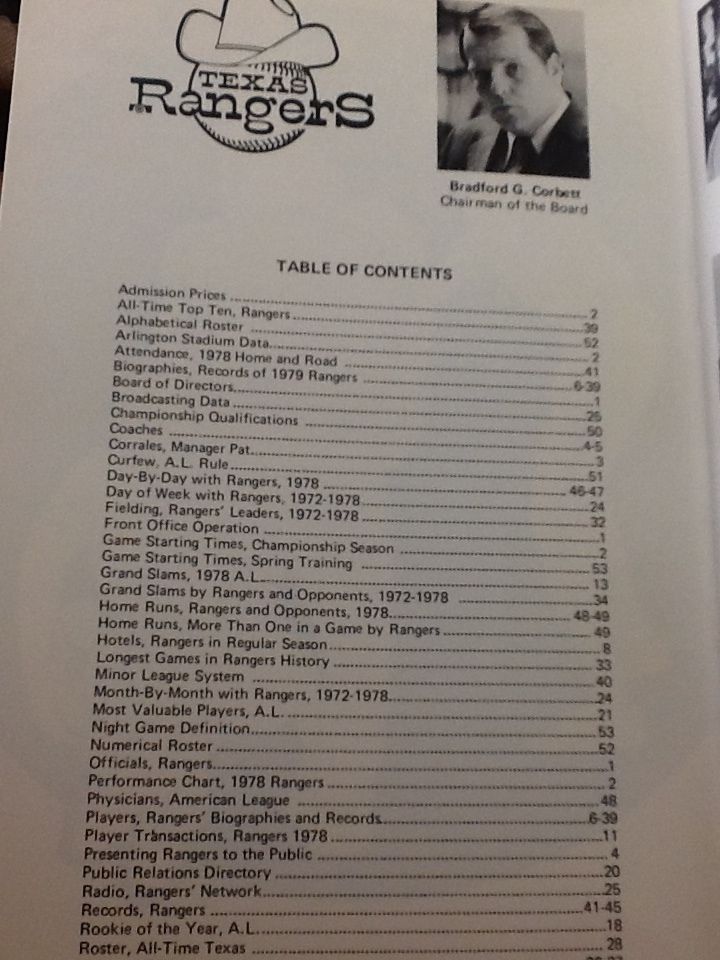 TEXAS
RangerS
Bradford G. Corbett
Chairman of the Board
TABLE OF CONTENTS
Admission Prices ........ 2
All-Time Top Ten, Rangers ........ 39
Alphabetical Roster ........ 52
Arlington Stadium Data ........ 2
Attendance, 1978 Home and Road ........ 41
Biographies, Records of 1979 Rangers ........ 6-39
Board of Directors ........ 1
Broadcasting Data ........ 25
Championship Qualifications ........ 50
Coaches ........ 4-5
Corrales, Manager Pat ........ 3
Curfew, A.L. Rule ........ 51
Day-By-Day with Rangers, 1978 ........ 46-47
Day of Week with Rangers, 1972-1978 ........ 24
Fielding, Rangers' Leaders, 1972-1978 ........ 32
Front Office Operation ........ 1
Game Starting Times, Championship Season ........ 2
Game Starting Times, Spring Training ........ 53
Grand Slams, 1978 A.L. ........ 13
Grand Slams by Rangers and Opponents, 1972-1978 ........ 34
Home Runs, Rangers and Opponents, 1978 ........ 48-49
Home Runs, More Than One in a Game by Rangers ........ 49
Hotels, Rangers in Regular Season ........ 8
Longest Games in Rangers History ........ 33
Minor League System ........ 40
Month-By-Month with Rangers, 1972-1978 ........ 24
Most Valuable Players, A.L. ........ 21
Night Game Definition ........ 53
Numerical Roster ........ 52
Officials, Rangers ........ 1
Performance Chart, 1978 Rangers ........ 2
Physicians, American League ........ 48
Players, Rangers' Biographies and Records ........ 6-39
Player Transactions, Rangers 1978 ........ 11
Presenting Rangers to the Public ........ 4
Public Relations Directory ........ 20
Radio, Rangers' Network ........ 25
Records, Rangers ........ 41-45
Rookie of the Year, A.L. ........ 18
Roster, All-Time Texas ........ 28